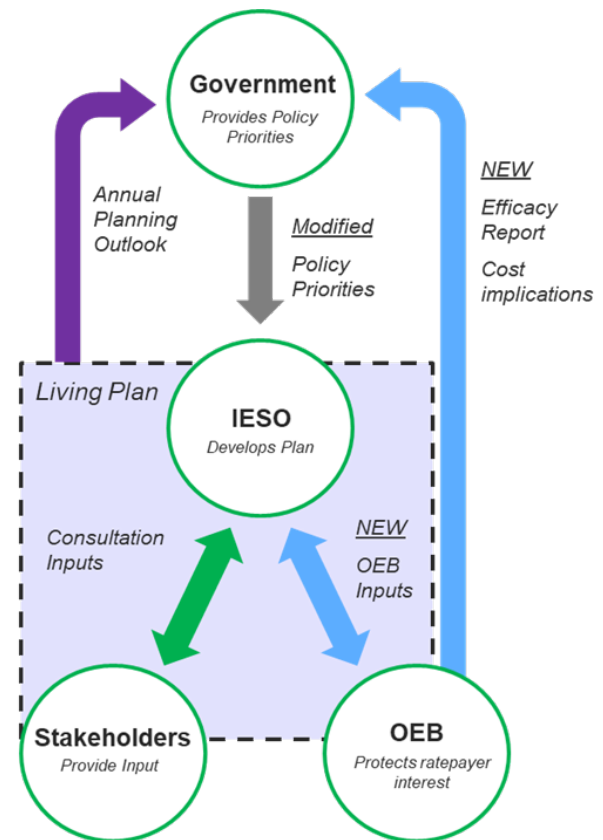 Government
Provides Policy
Priorities
Annual
Planning
Outlook
Modified
Policy
Priorities
NEW
Efficacy
Report
Cost
implications
Living Plan
IESO
Develops Plan
Consultation
Inputs
NEW
OEB
Inputs
Stakeholders
Provide Input
OEB
Protects ratepayer
interest